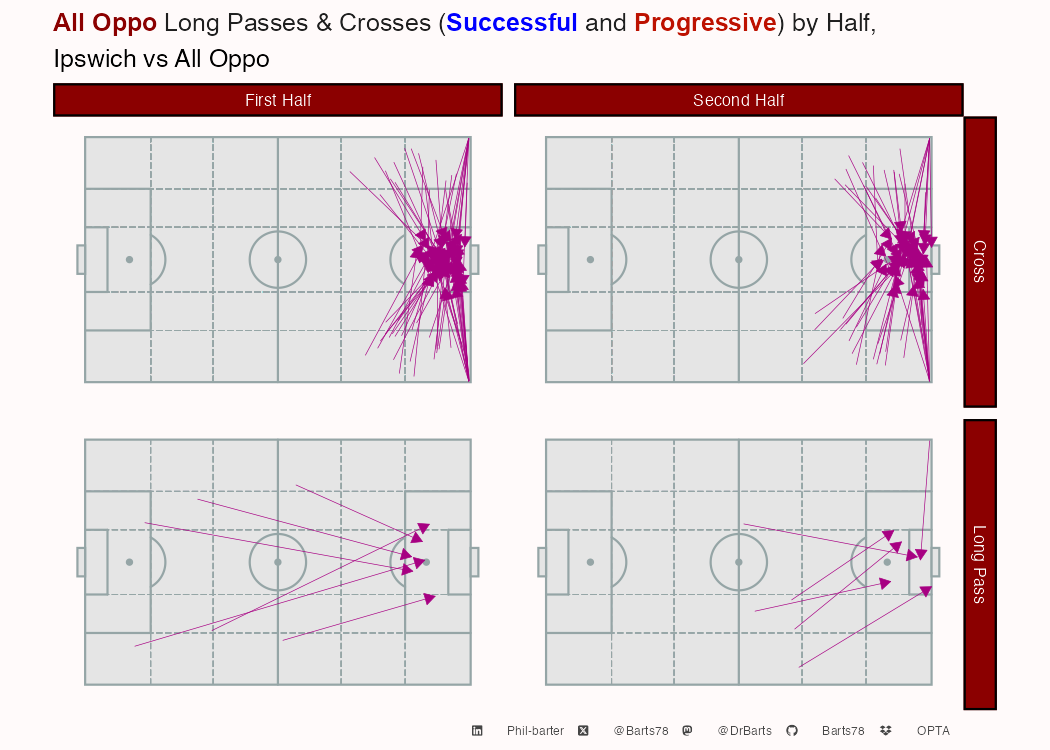 All Oppo Long Passes & Crosses (Successful and Progressive) by Half,
Ipswich vs All Oppo
First Half
Second Half
Cross
Long Pass
Phil-barter @Barts78 @DrBarts Barts78 OPTA